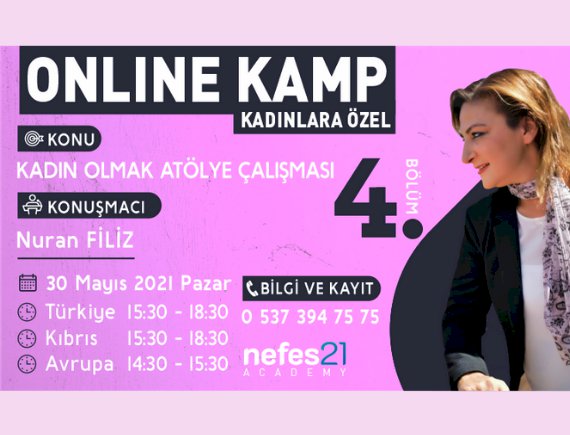 ONLINE KAMP
KADINLARA ÖZEL
KONU
KADIN OLMAK ATÖLYE ÇALIŞMASI
4. BÖLÜM
KONUŞMACI
Nuran FİLİZ
30 Mayıs 2021 Pazar
Türkiye 15:30 - 18:30
Kıbrıs 15:30 - 18:30
Avrupa 14:30 - 15:30
BİLGİ VE KAYIT
0 537 394 75 75
nefes21
ACADEMY